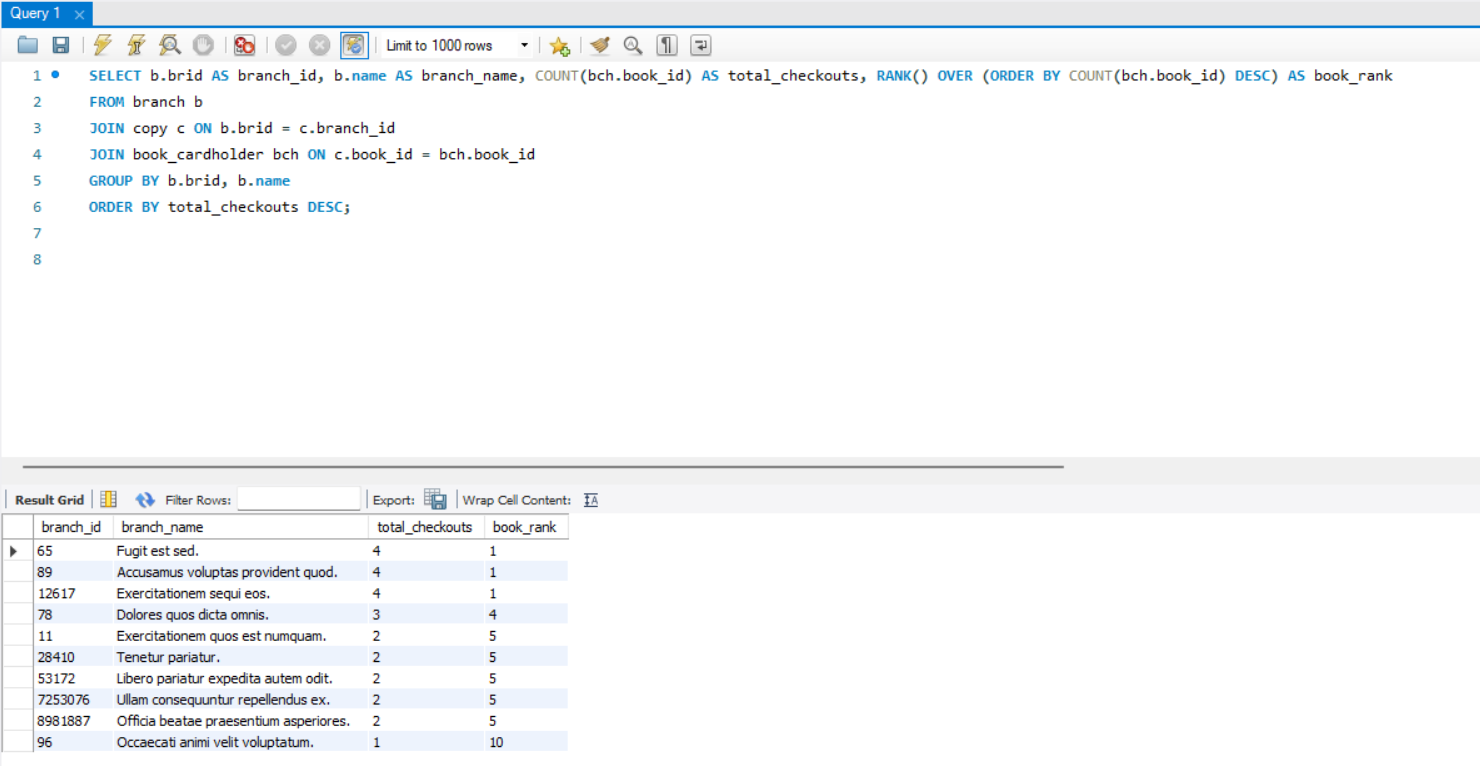 Query 1
Limit to 1000 rows
1 SELECT b.brid AS branch_id, b.name AS branch_name, COUNT(bch.book_id) AS total_checkouts, RANK() OVER (ORDER BY COUNT(bch.book_id) DESC) AS book_rank
2 FROM branch b
3 JOIN copy c ON b.brid = c.branch_id
4 JOIN book_cardholder bch ON c.book_id = bch.book_id
5 GROUP BY b.brid, b.name
6 ORDER BY total_checkouts DESC;
7
8
Result Grid Filter Rows: Export: Wrap Cell Content:
branch_id branch_name total_checkouts book_rank
65 Fugit est sed. 4 1
89 Accusamus voluptas provident quod. 4 1
12617 Exercitationem sequi eos. 4 1
78 Dolores quos dicta omnis. 3 4
11 Exercitationem quos est numquam. 2 5
28410 Tenetur pariatur. 2 5
53172 Libero pariatur expedita autem odit. 2 5
7253076 Ullam consequuntur repellendus ex. 2 5
8981887 Officia beatae praesentium asperiores. 2 5
96 Occaecati animi velit voluptatum. 1 10